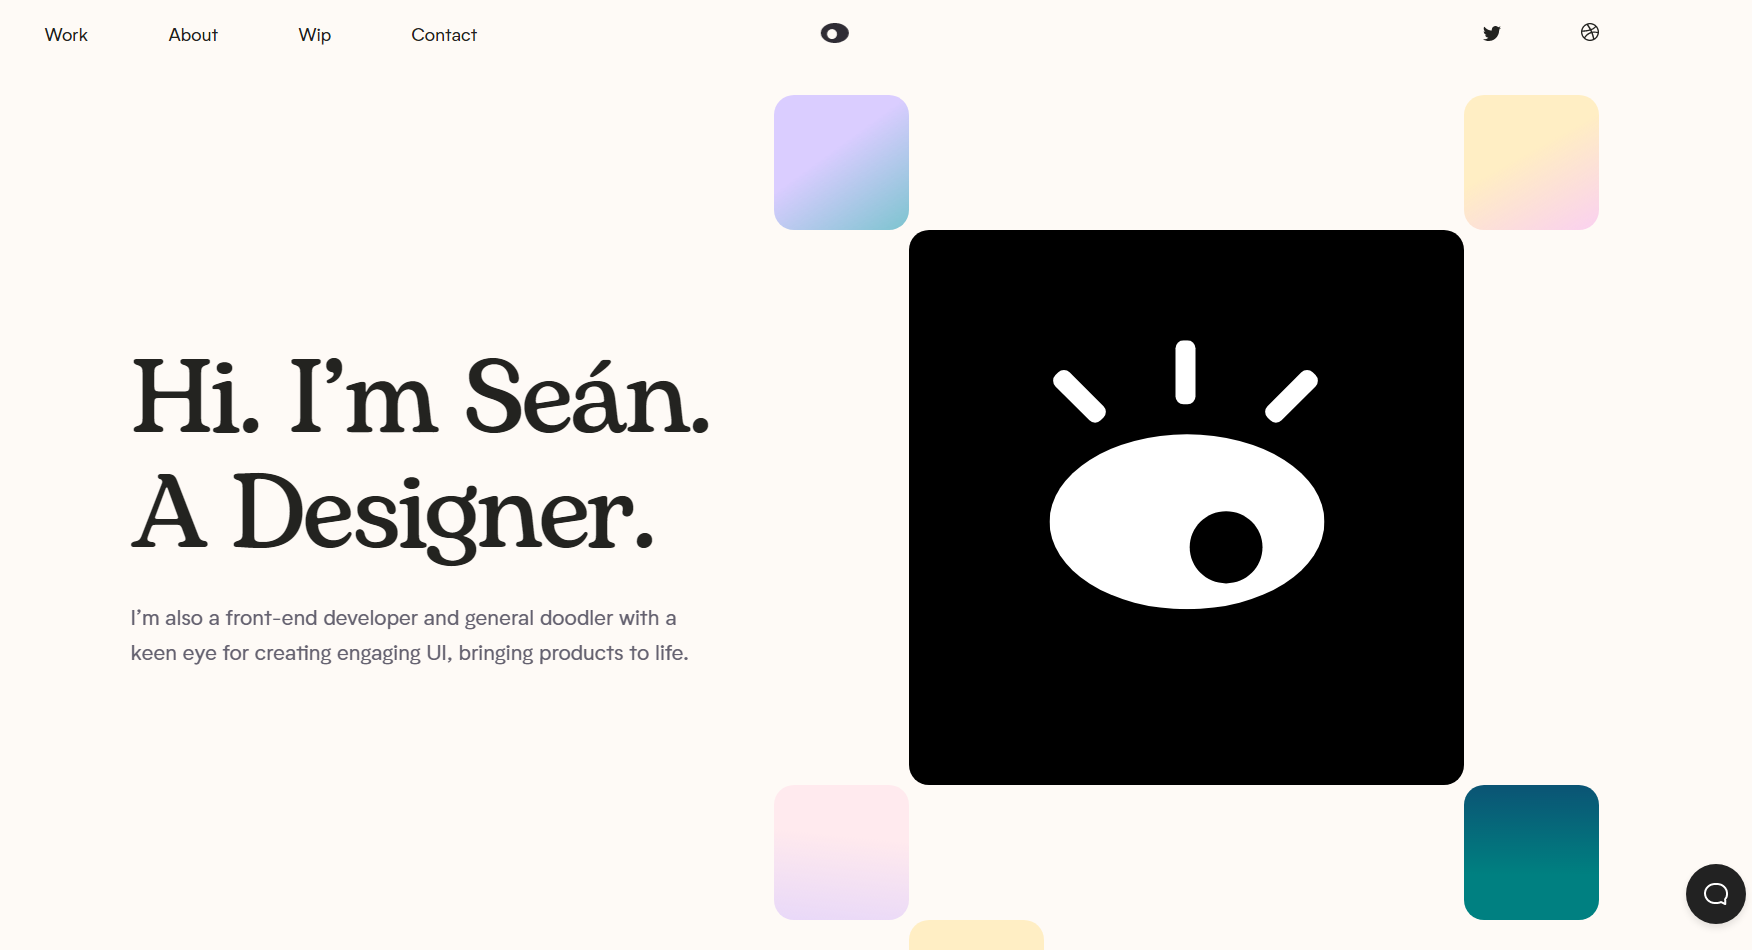 Work About Wip Contact
Hi. I’m Seán.
A Designer.
I’m also a front-end developer and general doodler with a
keen eye for creating engaging UI, bringing products to life.